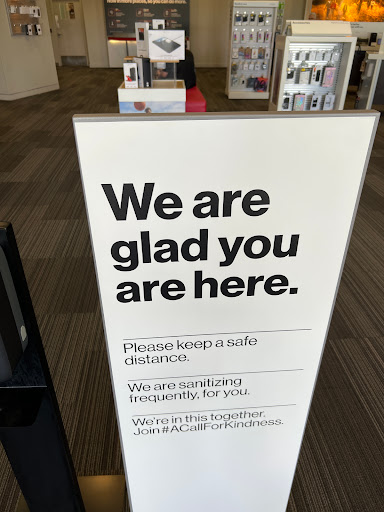 We are
glad you
are here.
Please keep a safe
distance.
We are sanitizing
frequently, for you.
We're in this together.
Join #ACallForKindness.